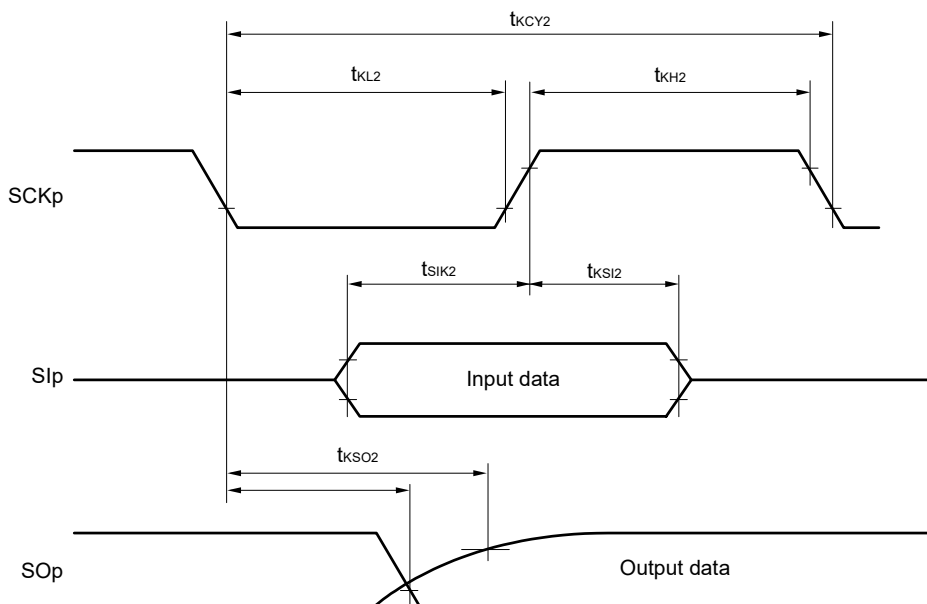 tKCY2
tKL2
tKH2
SCKp
tSIK2
tKSI2
SIp
Input data
tKSO2
SOp
Output data